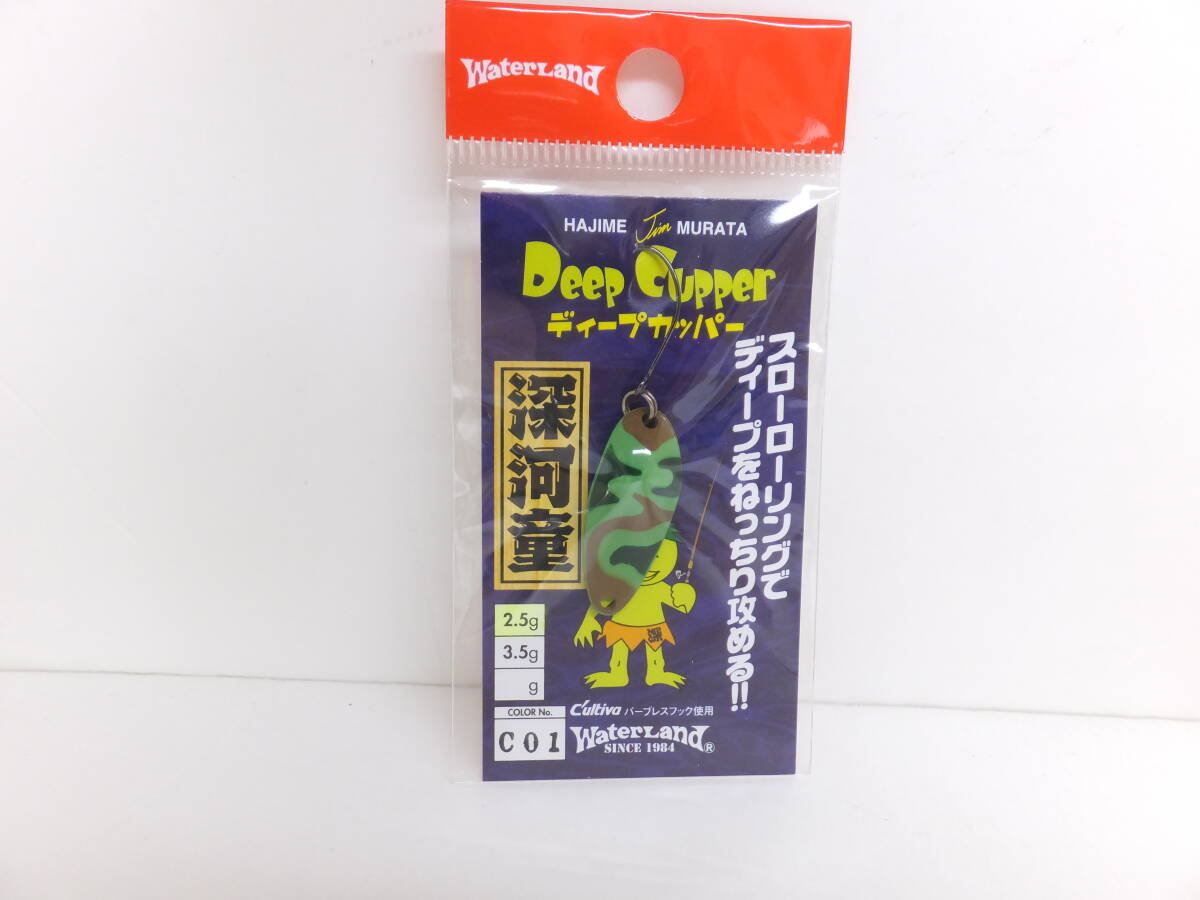 WaterLand
HAJIME Jim MURATA
Deep Cupper
ディープカッパー
スローローリングで
ディープをねっちり攻める!!
深河童
2.5g
3.5g
g
COLOR No.
C01
深
C'ultiva バーブレスフック使用
WaterLand®
SINCE 1984